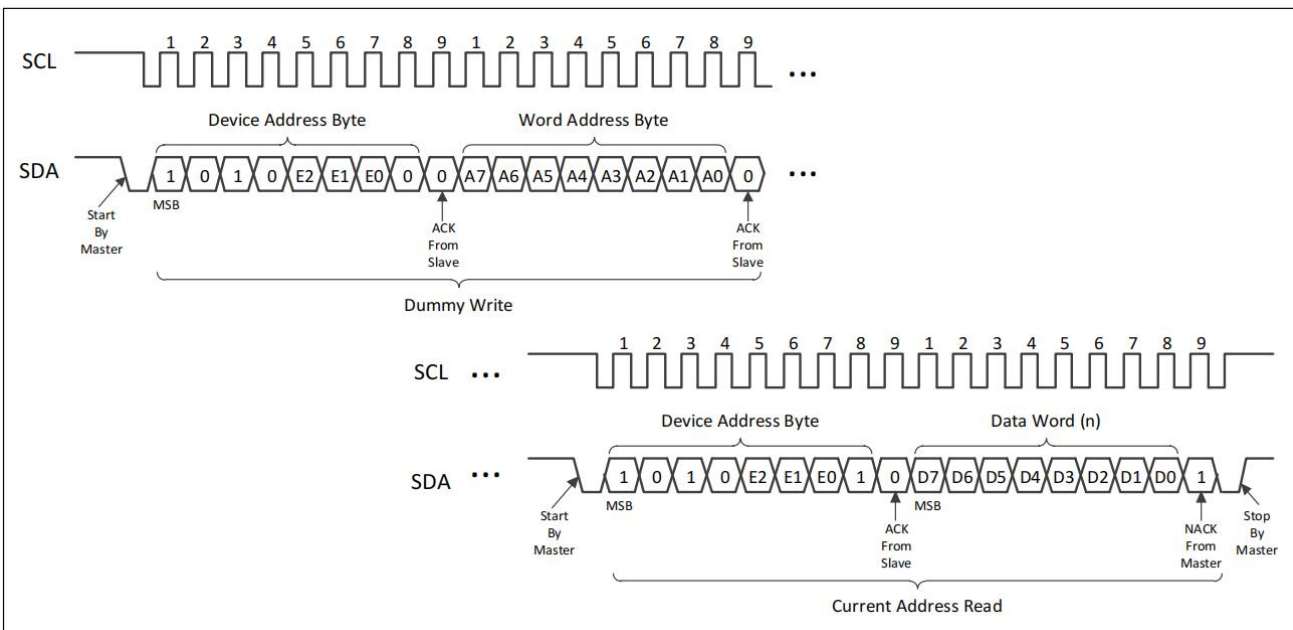 1 2 3 4 5 6 7 8 9 1 2 3 4 5 6 7 8 9
SCL ...
Device Address Byte Word Address Byte
SDA 1 0 1 0 E2 E1 E0 0 0 A7 A6 A5 A4 A3 A2 A1 A0 0 ...
MSB
Start By Master
ACK From Slave
ACK From Slave
Dummy Write
1 2 3 4 5 6 7 8 9 1 2 3 4 5 6 7 8 9
SCL ...
Device Address Byte Data Word (n)
SDA ... 1 0 1 0 E2 E1 E0 1 0 D7 D6 D5 D4 D3 D2 D1 D0 1
MSB MSB
Start By Master
ACK From Slave
NACK From Master
Stop By Master
Current Address Read